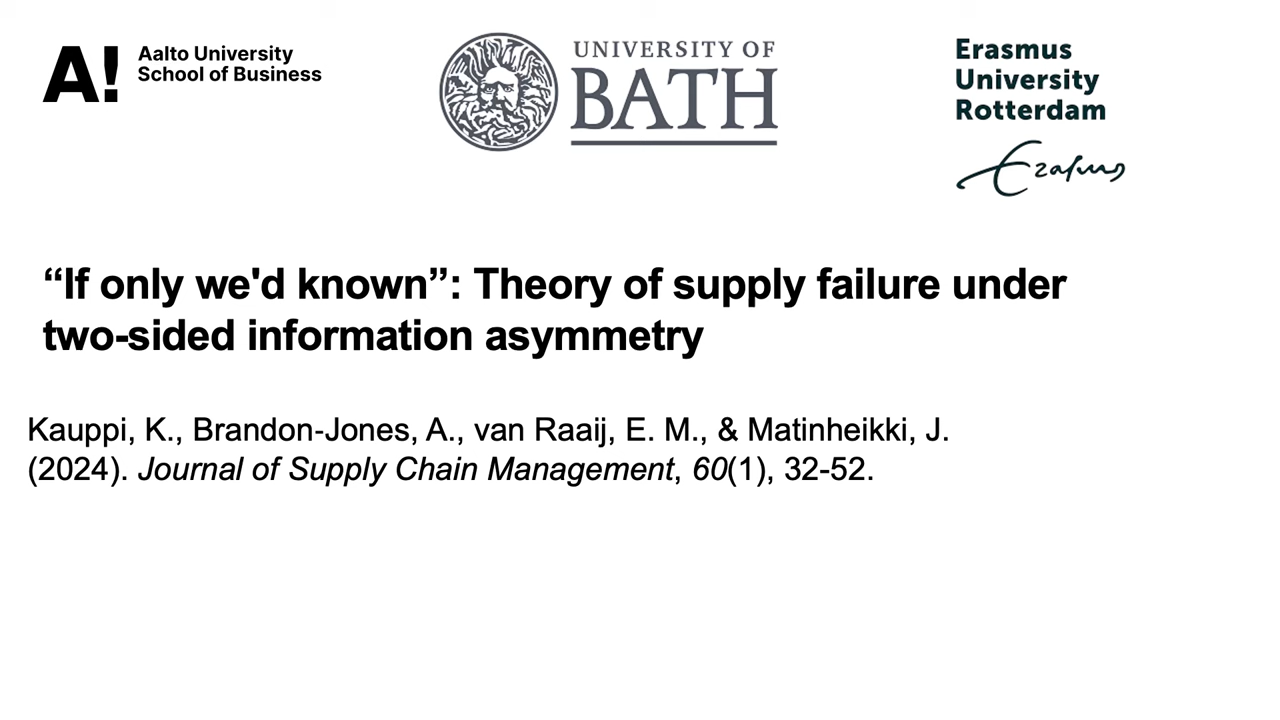 Aalto University
School of Business
UNIVERSITY OF
BATH
Erasmus
University
Rotterdam
Erasmus
“If only we'd known”: Theory of supply failure under
two-sided information asymmetry
Kauppi, K., Brandon-Jones, A., van Raaij, E. M., & Matinheikki, J.
(2024). Journal of Supply Chain Management, 60(1), 32-52.